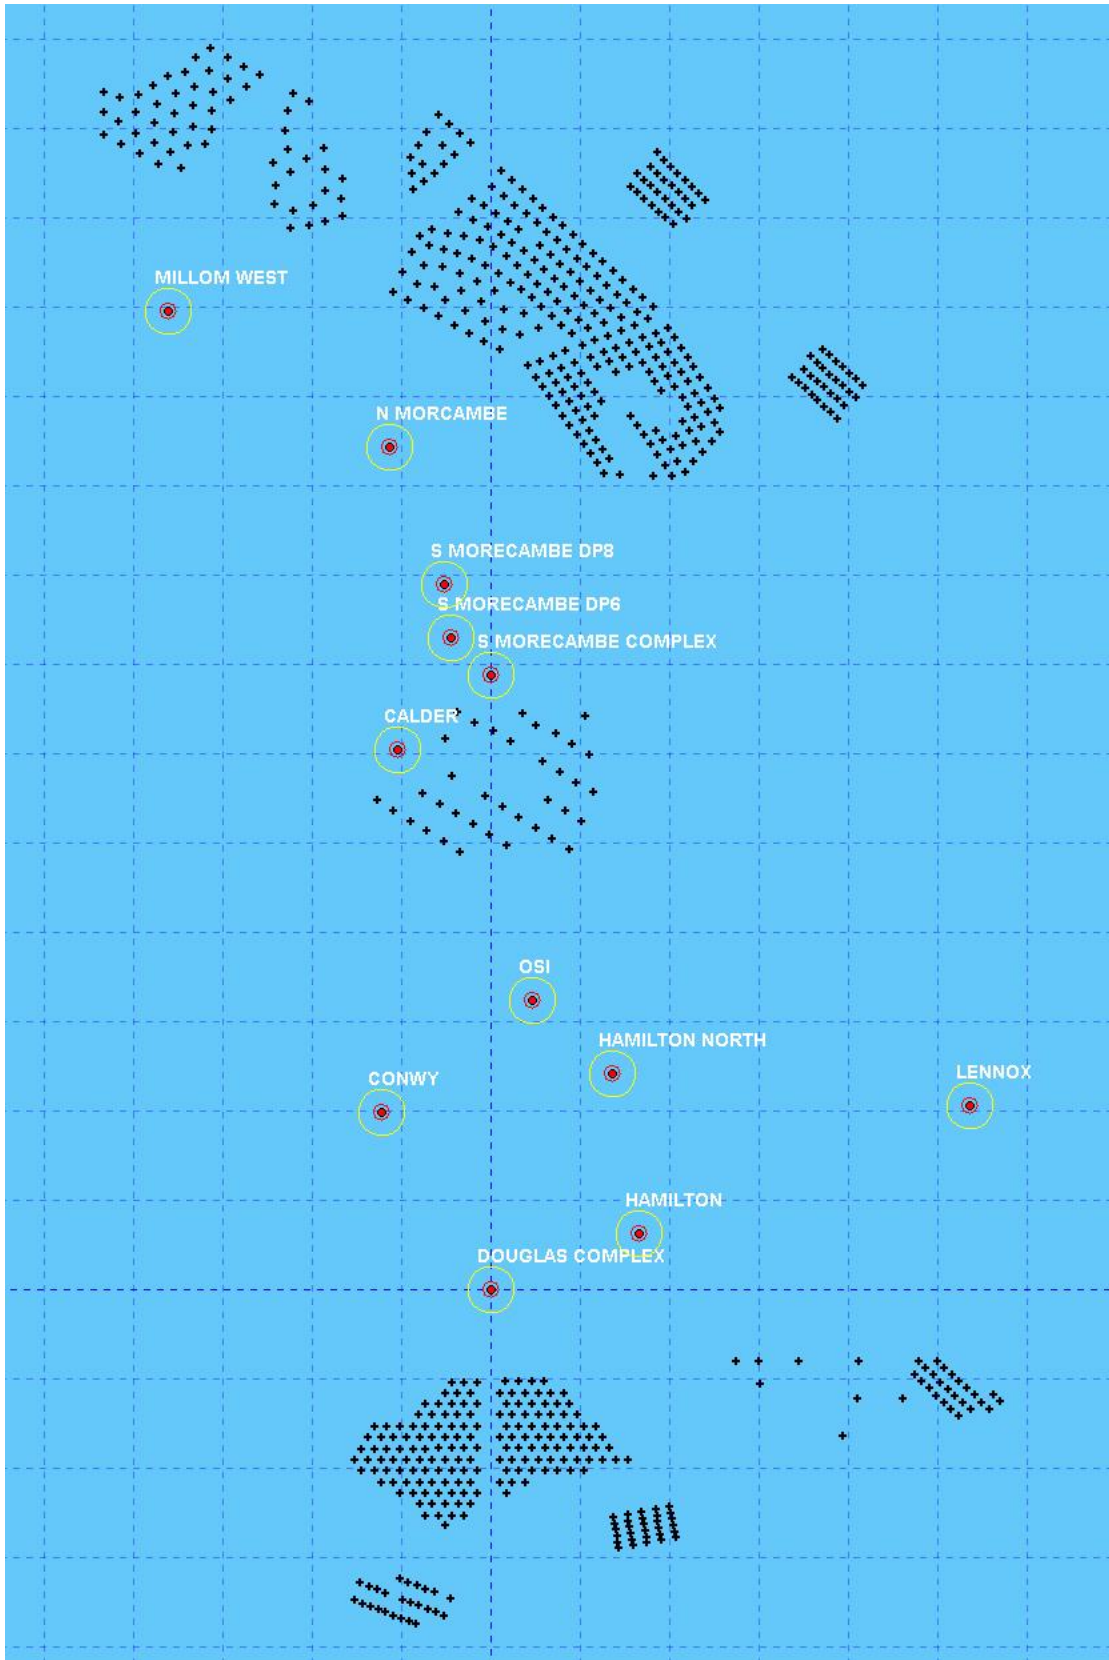 MILLOM WEST
N MORCAMBE
S MORECAMBE DP8
S MORECAMBE DP6
S MORECAMBE COMPLEX
CALDER
OSI
HAMILTON NORTH
LENNOX
CONWY
HAMILTON
DOUGLAS COMPLEX